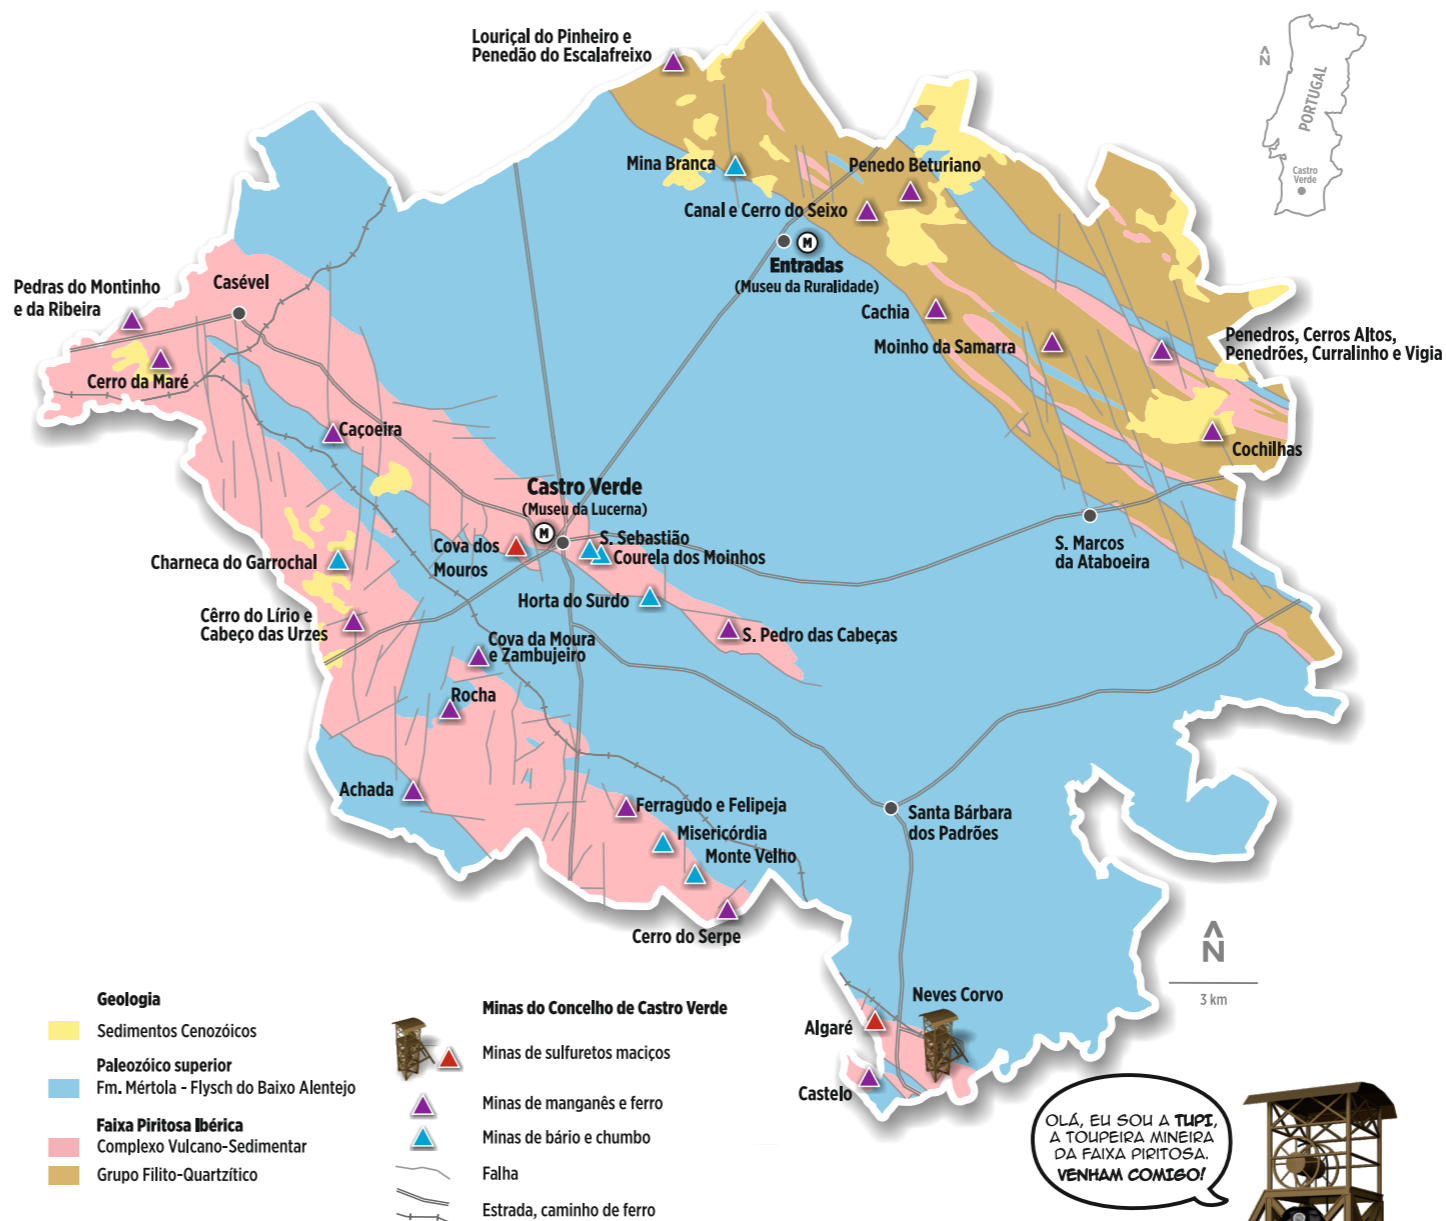 Louriçal do Pinheiro e
Penedão do Escalafreixo
N
PORTUGAL
Castro
Verde
Mina Branca
Penedo Beturiano
Canal e Cerro do Seixo
M
Entradas
(Museu da Ruralidade)
Pedras do Montinho
e da Ribeira
Casével
Cachia
Moinho da Samarra
Penedros, Cerros Altos,
Penedrões, Curralinho e Vigia
Cerro da Maré
Caçoeira
Cochilhas
Castro Verde
(Museu da Lucerna)
M
S. Sebastião
Cova dos
Mouros
Courela dos Moinhos
S. Marcos
da Ataboeira
Charneca do Garrochal
Horta do Surdo
Cêrro do Lírio e
Cabeço das Urzes
S. Pedro das Cabeças
Cova da Moura
e Zambujeiro
Rocha
Achada
Ferragudo e Felipeja
Santa Bárbara
dos Padrões
Misericórdia
Monte Velho
Cerro do Serpe
N
3 km
Neves Corvo
Algaré
Castelo
Geologia
Sedimentos Cenozóicos
Paleozóico superior
Fm. Mértola - Flysch do Baixo Alentejo
Faixa Piritosa Ibérica
Complexo Vulcano-Sedimentar
Grupo Filito-Quartzítico
Minas do Concelho de Castro Verde
Minas de sulfuretos maciços
Minas de manganês e ferro
Minas de bário e chumbo
Falha
Estrada, caminho de ferro
OLÁ, EU SOU A TUPI,
A TOUPEIRA MINEIRA
DA FAIXA PIRITOSA.
VENHAM COMIGO!